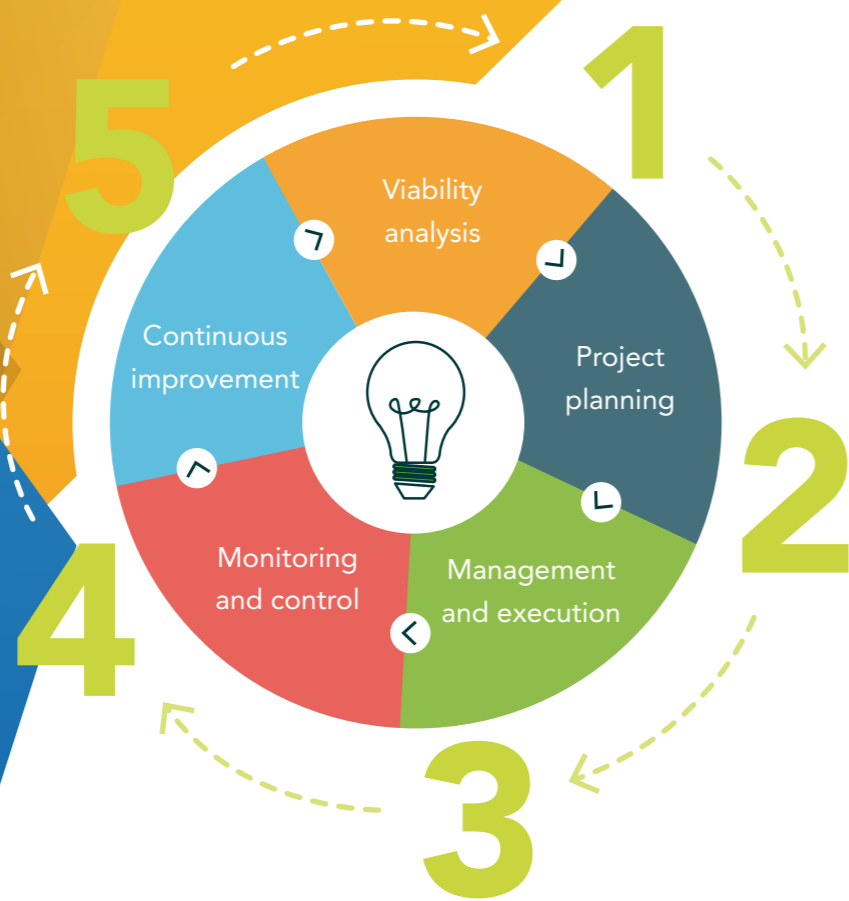 1
Viability
analysis
2
Project
planning
3
Management
and execution
4
Monitoring
and control
5
Continuous
improvement